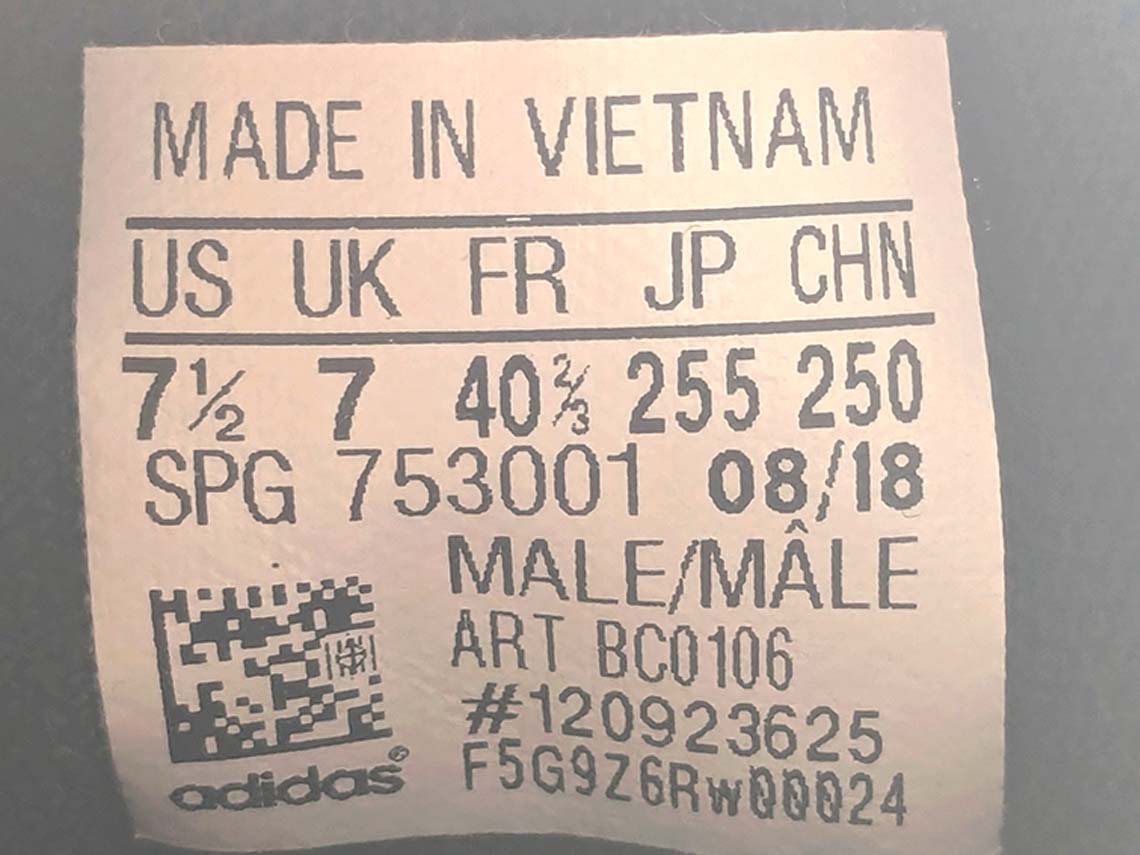 MADE IN VIETNAM
US UK FR JP CHN
7½ 7 40⅔ 255 250
SPG 753001 08/18
MALE/MÂLE
ART BC0106
#120923625
F5G9Z6RW00024
adidas®